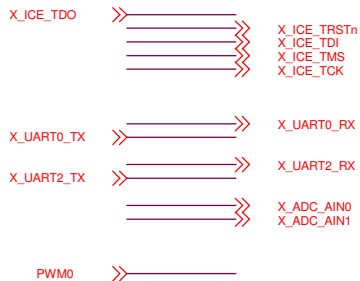 X_ICE_TDO
X_ICE_TRSTn
X_ICE_TDI
X_ICE_TMS
X_ICE_TCK
X_UART0_RX
X_UART0_TX
X_UART2_RX
X_UART2_TX
X_ADC_AIN0
X_ADC_AIN1
PWM0